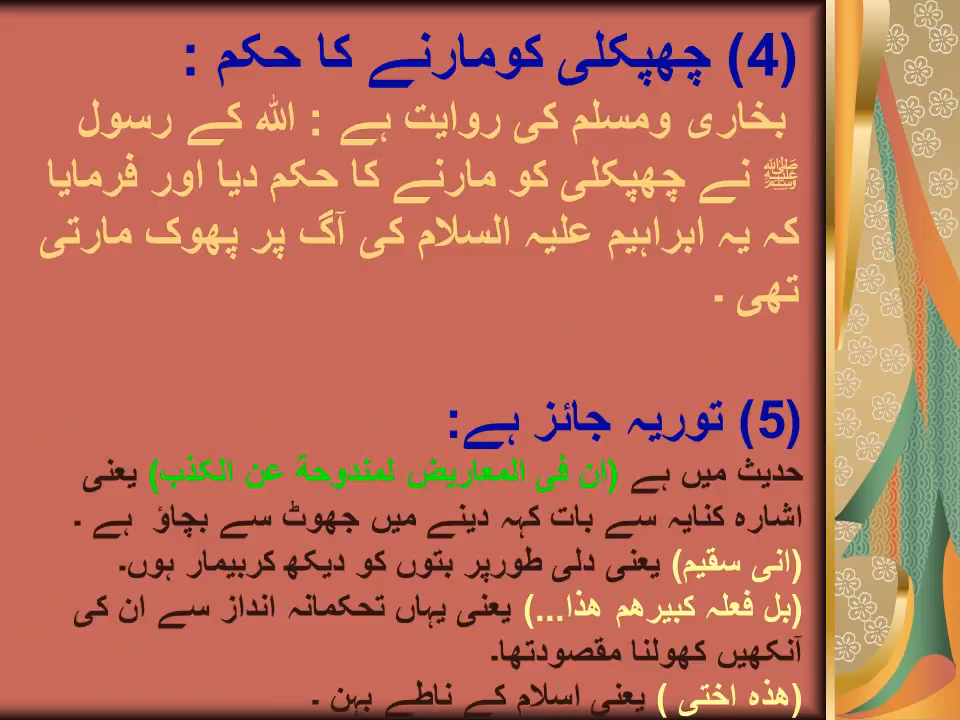 (4) چھپکلی کومارنے کا حکم :
بخاری ومسلم کی روایت ہے : اللہ کے رسول
ﷺ نے چھپکلی کو مارنے کا حکم دیا اور فرمایا
کہ یہ ابراہیم علیہ السلام کی آگ پر پھوک مارتی
تھی ۔
(5) توریہ جائز ہے:
حدیث میں ہے (ان فی المعاریض لمندوحة عن الکذب) یعنی
اشارہ کنایہ سے بات کہہ دینے میں جھوٹ سے بچاؤ ہے ۔
(انی سقیم) یعنی دلی طورپر بتوں کو دیکھ کربیمار ہوں۔
(بل فعلہ کبیرھم ھذا...) یعنی یہاں تحکمانہ انداز سے ان کی
آنکھیں کھولنا مقصودتھا۔
(ھذہ اختی ) یعنی اسلام کے ناطے بہن ۔